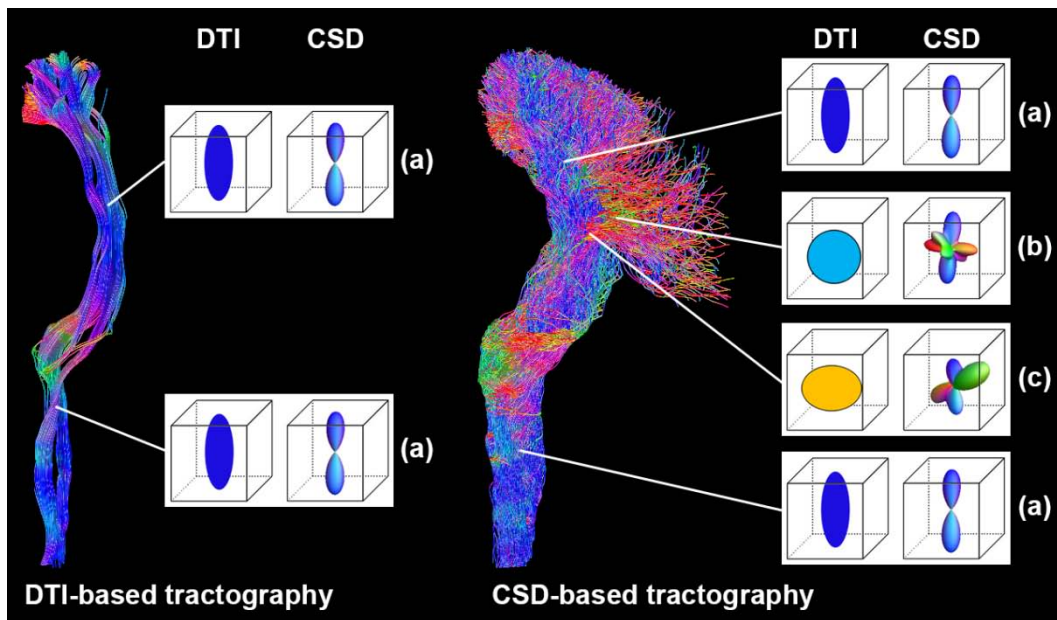 DTI CSD
(a)
(a)
DTI-based tractography
DTI CSD
(a)
(b)
(c)
(a)
CSD-based tractography